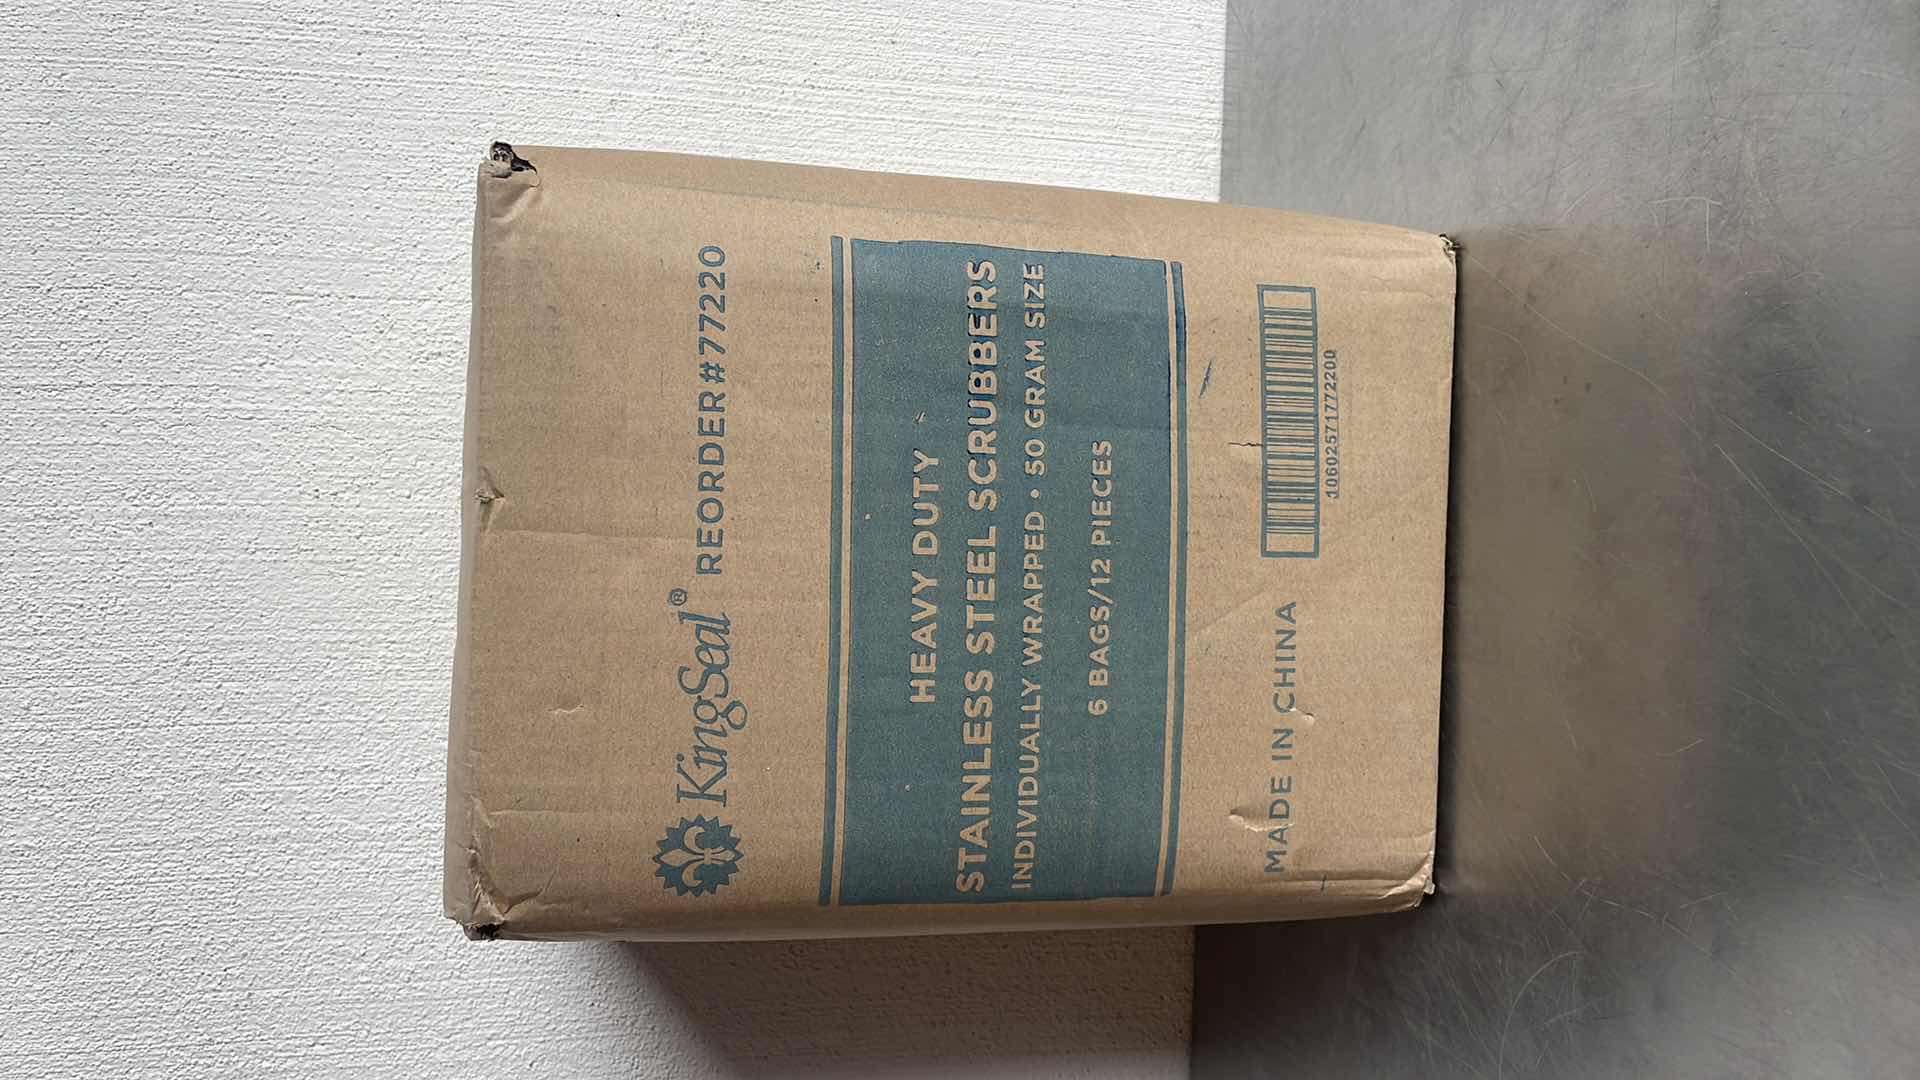 KingSeal® REORDER#77220
HEAVY DUTY
STAINLESS STEEL SCRUBBERS
INDIVIDUALLY WRAPPED • 50 GRAM SIZE
6 BAGS/12 PIECES
MADE IN CHINA
10602571772200